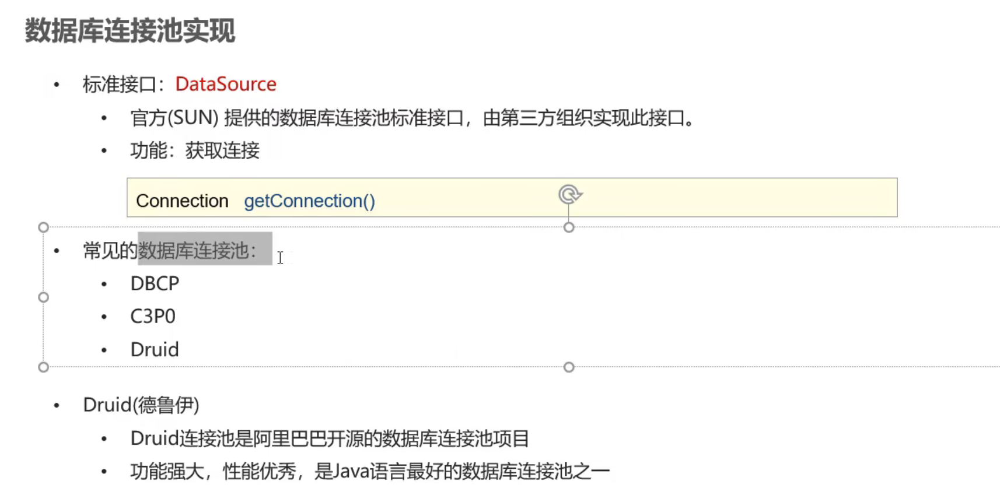 数据库连接池实现
• 标准接口：DataSource
• 官方(SUN) 提供的数据库连接池标准接口，由第三方组织实现此接口。
• 功能：获取连接
Connection getConnection()
• 常见的数据库连接池：
• DBCP
• C3P0
• Druid
• Druid(德鲁伊)
• Druid连接池是阿里巴巴开源的数据库连接池项目
• 功能强大，性能优秀，是Java语言最好的数据库连接池之一